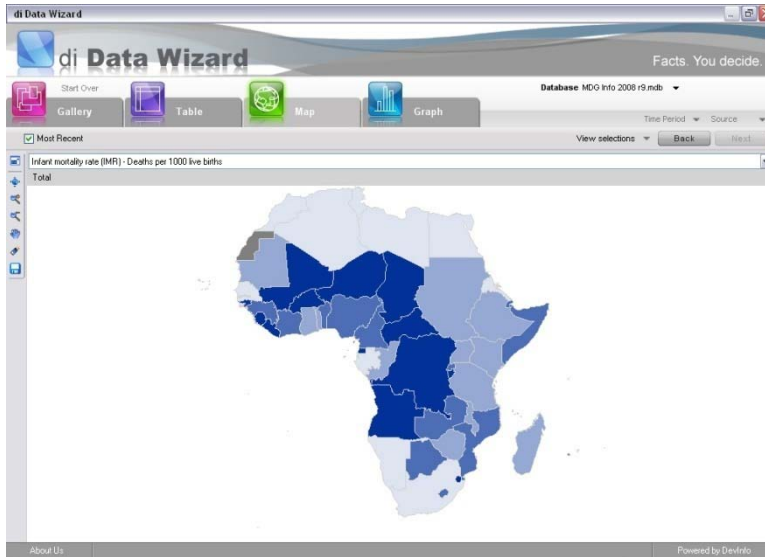 di Data Wizard
di Data Wizard
Facts. You decide.
Start Over
Database MDG Info 2008 r9.mdb
Gallery
Table
Map
Graph
Time Period
Source
Most Recent
View selections
Back
Next
Infant mortality rate (IMR) - Deaths per 1000 live births
Total
About Us
Powered by DevInfo